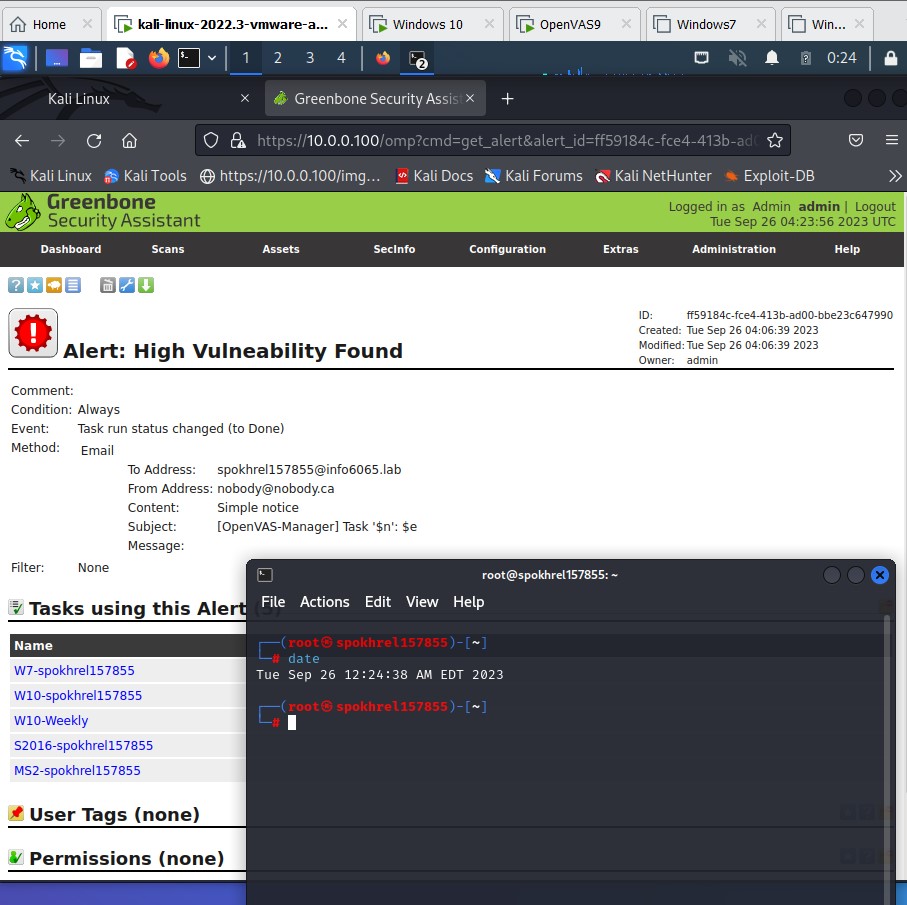 Home
kali-linux-2022.3-vmware-a...
Windows 10
OpenVAS9
Windows7
Win...
1 2 3 4
2
0:24
Kali Linux
Greenbone Security Assist
https://10.0.0.100/omp?cmd=get_alert&alert_id=ff59184c-fce4-413b-ad0
Kali Linux
Kali Tools
https://10.0.0.100/img...
Kali Docs
Kali Forums
Kali NetHunter
Exploit-DB
Greenbone
Security Assistant
Logged in as Admin admin | Logout
Tue Sep 26 04:23:56 2023 UTC
Dashboard Scans Assets SecInfo Configuration Extras Administration Help
Alert: High Vulneability Found
ID: ff59184c-fce4-413b-ad00-bbe23c647990
Created: Tue Sep 26 04:06:39 2023
Modified: Tue Sep 26 04:06:39 2023
Owner: admin
Comment:
Condition: Always
Event: Task run status changed (to Done)
Method: Email
To Address: spokhrel157855@info6065.lab
From Address: nobody@nobody.ca
Content: Simple notice
Subject: [OpenVAS-Manager] Task '$n': $e
Message:
Filter: None
Tasks using this Alert (5)
Name
W7-spokhrel157855
W10-spokhrel157855
W10-Weekly
S2016-spokhrel157855
MS2-spokhrel157855
User Tags (none)
Permissions (none)
root@spokhrel157855: ~
File Actions Edit View Help
┌──(root㉿spokhrel157855)-[~]
└─# date
Tue Sep 26 12:24:38 AM EDT 2023
┌──(root㉿spokhrel157855)-[~]
└─#